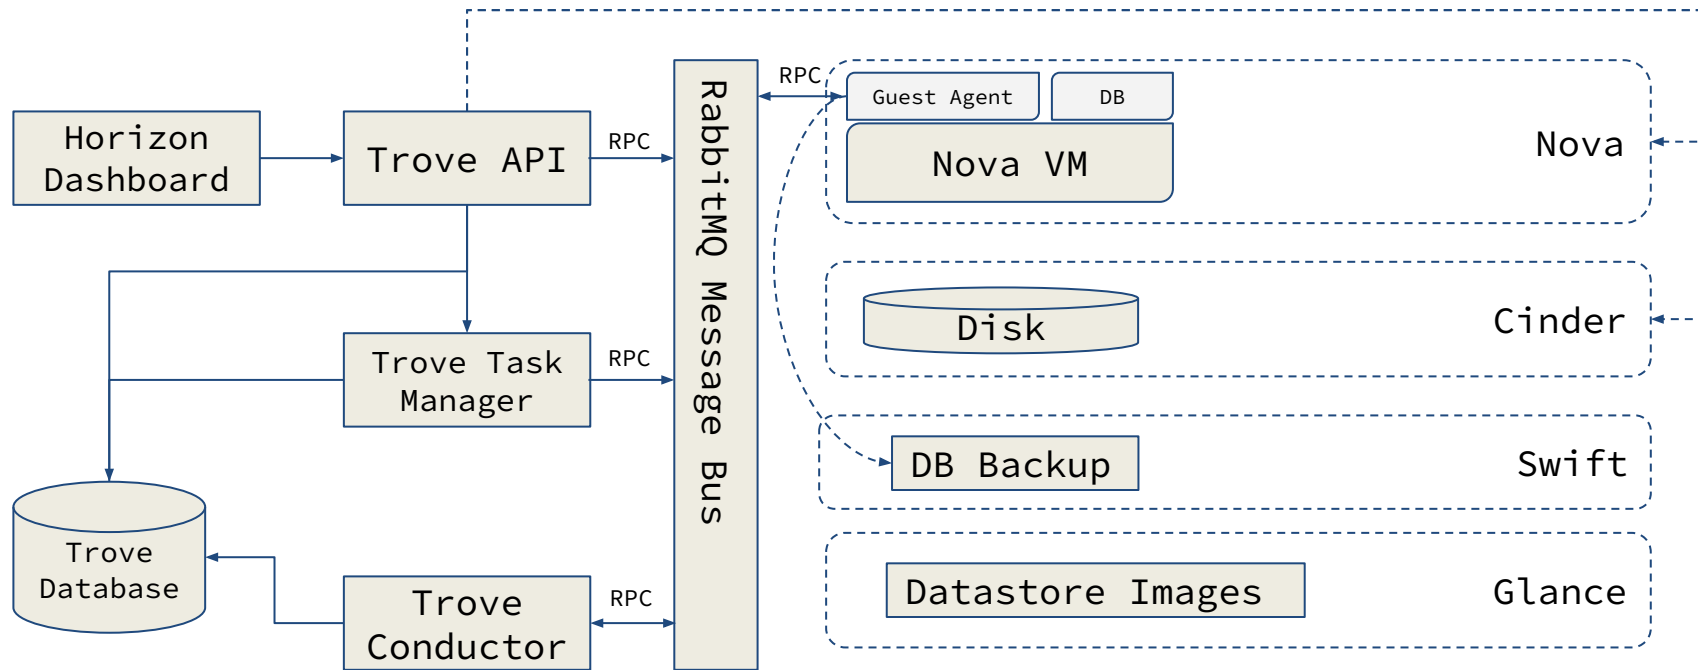 Horizon
Dashboard
Trove API
RPC
Trove Task
Manager
RPC
Trove
Database
Trove
Conductor
RPC
RabbitMQ Message Bus
RPC
Guest Agent
DB
Nova VM
Nova
Disk
Cinder
DB Backup
Swift
Datastore Images
Glance